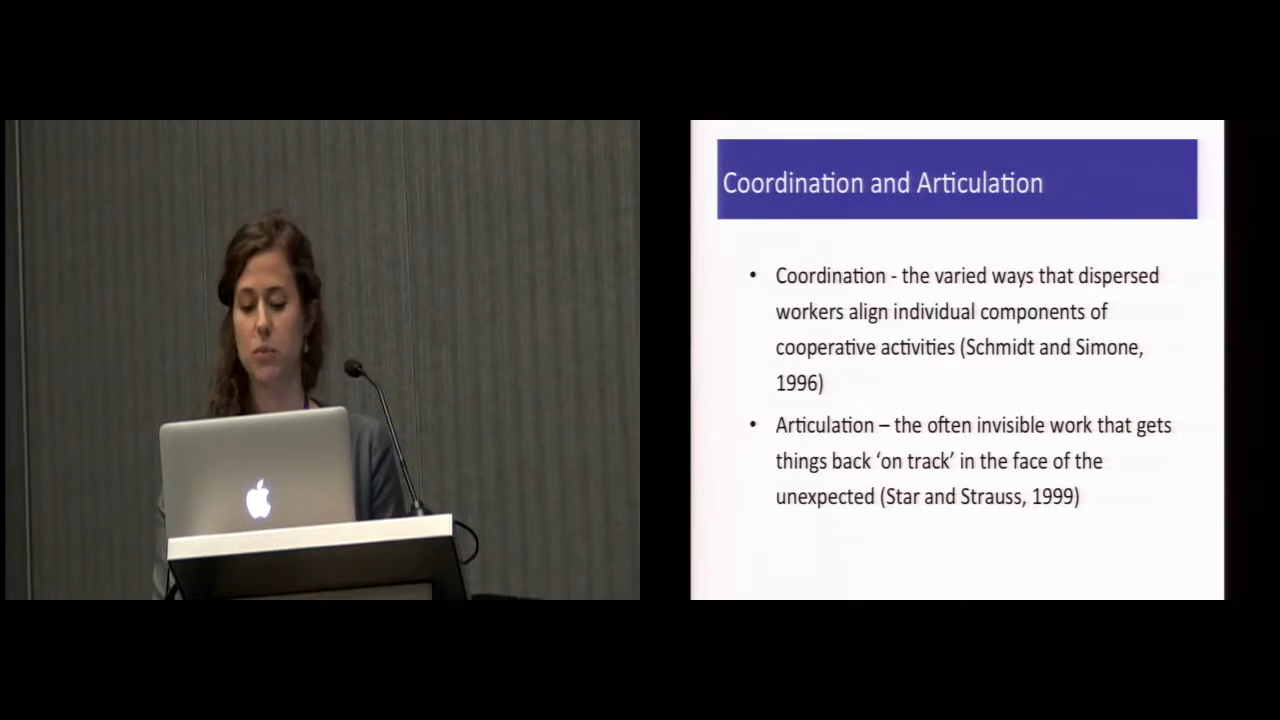 Coordination and Articulation
• Coordination - the varied ways that dispersed
workers align individual components of
cooperative activities (Schmidt and Simone,
1996)
• Articulation – the often invisible work that gets
things back ‘on track’ in the face of the
unexpected (Star and Strauss, 1999)